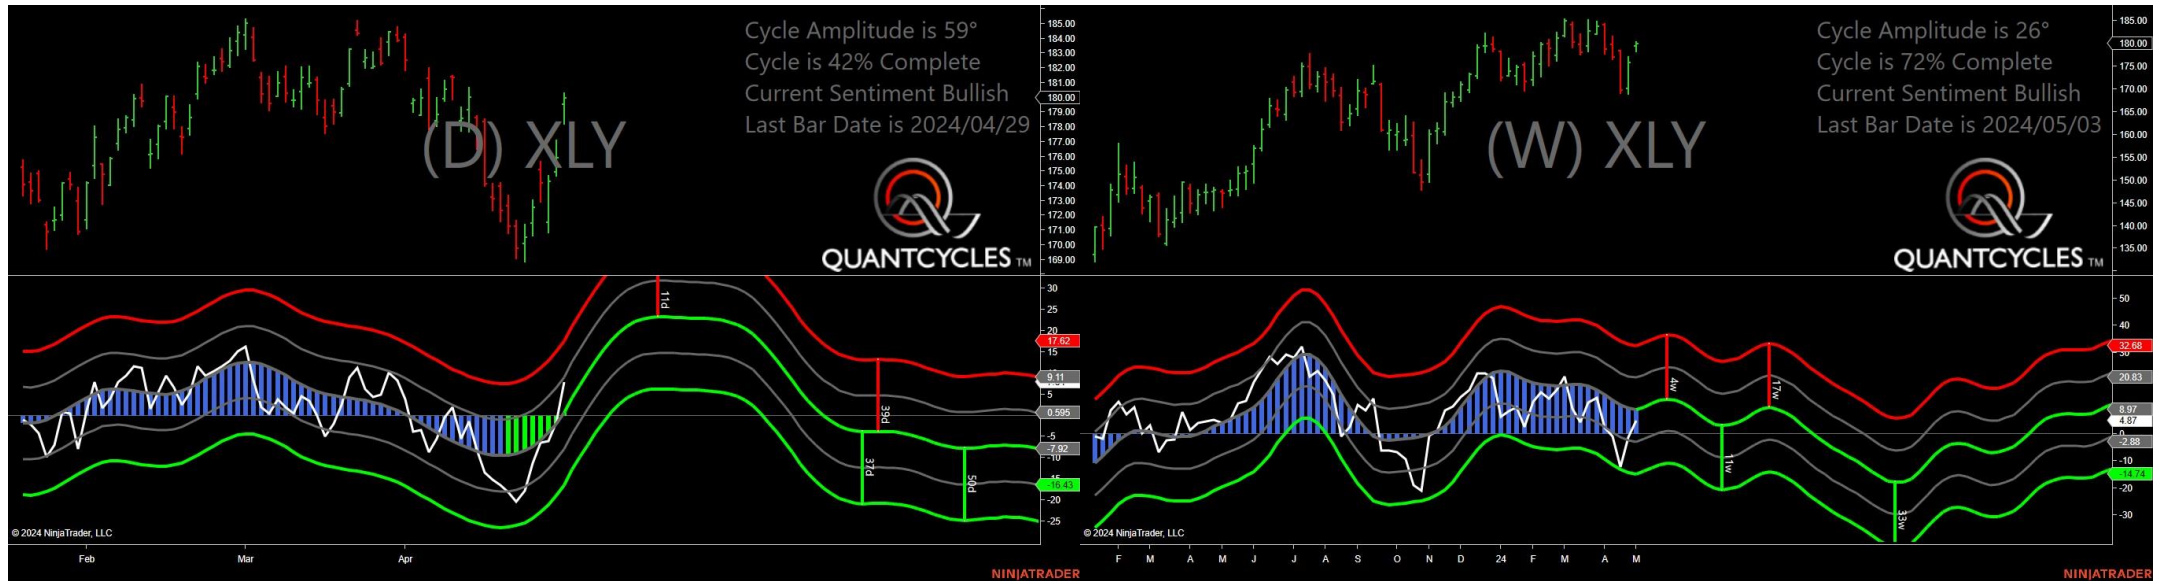 Cycle Amplitude is 59°
Cycle is 42% Complete
Current Sentiment Bullish
Last Bar Date is 2024/04/29
(D) XLY
QUANTCYCLES TM
185.00
184.00
183.00
182.00
181.00
180.00
179.00
178.00
177.00
176.00
175.00
174.00
173.00
172.00
171.00
170.00
169.00
11d
39d
37d
50d
30
25
20
17.62
15
9.11
5
0.595
-5
-7.92
-10
-16.43
-20
-25
© 2024 NinjaTrader, LLC
Feb Mar Apr
NINJATRADER
Cycle Amplitude is 26°
Cycle is 72% Complete
Current Sentiment Bullish
Last Bar Date is 2024/05/03
(W) XLY
QUANTCYCLES TM
185.00
180.00
175.00
170.00
165.00
160.00
155.00
150.00
145.00
140.00
135.00
4w
17w
11w
33w
50
40
32.68
30
20.83
8.97
4.87
0
-2.88
-10
-14.74
-20
-30
© 2024 NinjaTrader, LLC
F M A M J J A S O N D 24 F M A M
NINJATRADER